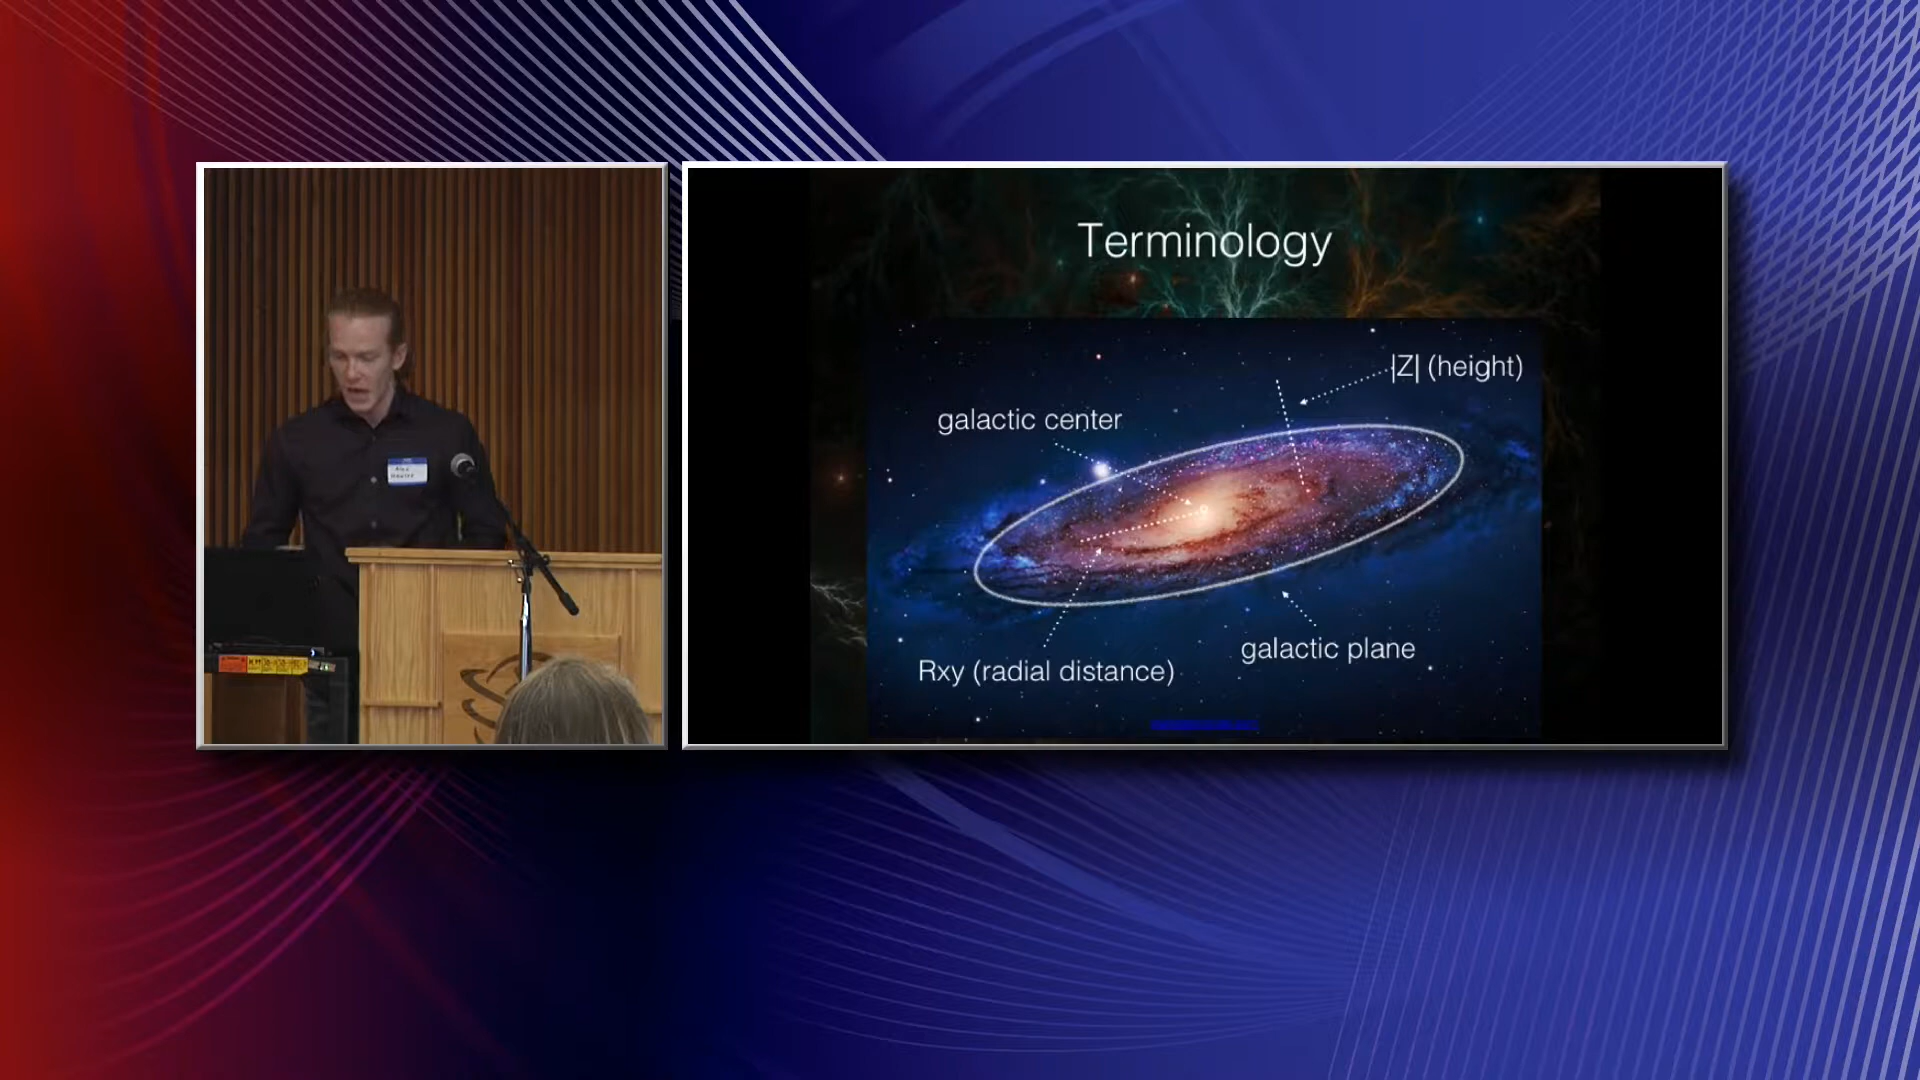 Terminology
|Z| (height)
galactic center
galactic plane
Rxy (radial distance)